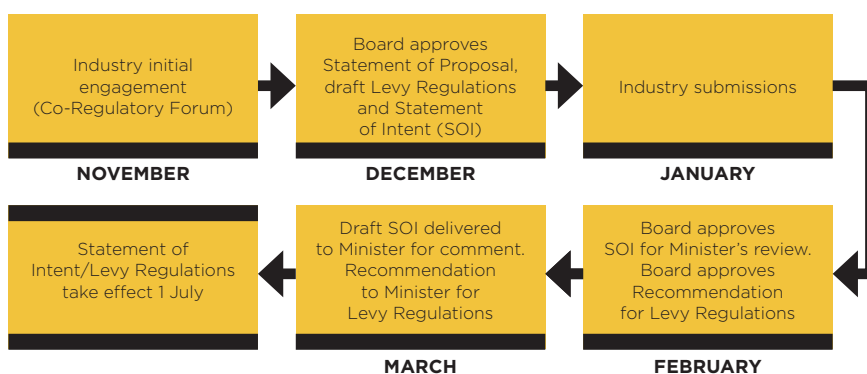 Industry initial
engagement
(Co-Regulatory Forum)
NOVEMBER
Board approves
Statement of Proposal,
draft Levy Regulations
and Statement
of Intent (SOI)
DECEMBER
Industry submissions
JANUARY
Board approves
SOI for Minister’s review.
Board approves
Recommendation
for Levy Regulations
FEBRUARY
Draft SOI delivered
to Minister for comment.
Recommendation
to Minister for
Levy Regulations
MARCH
Statement of
Intent/Levy Regulations
take effect 1 July